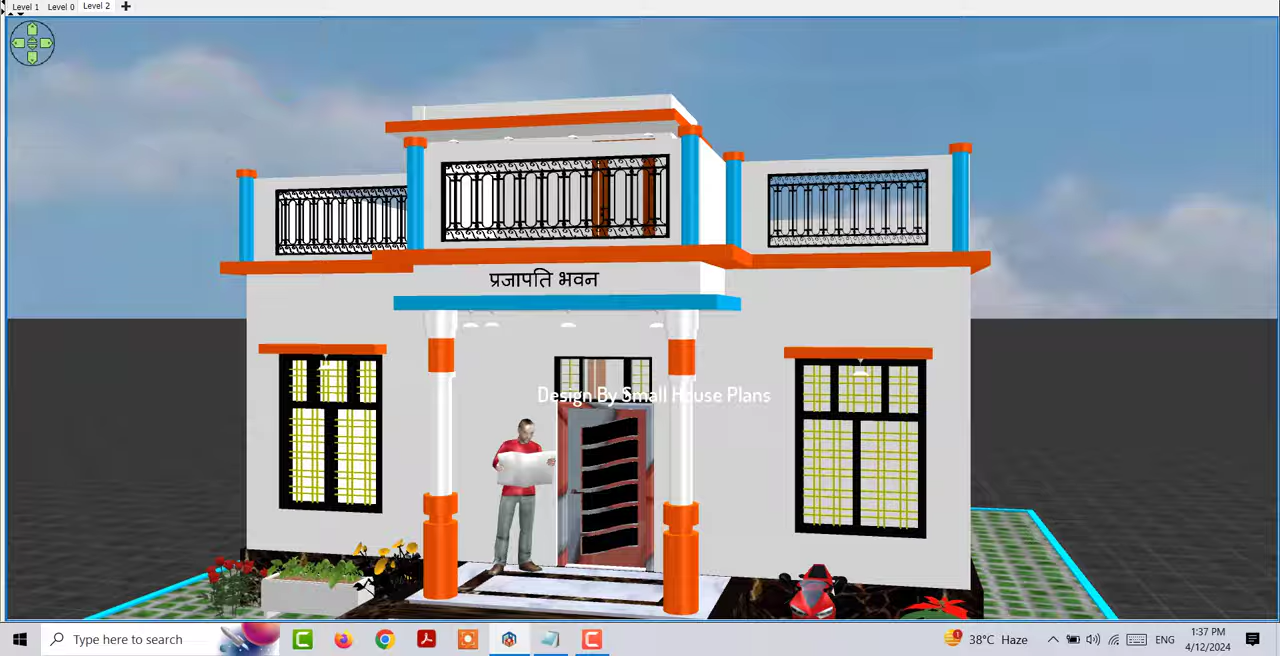 Level 1 Level 0 Level 2
प्रजापति भवन
Design By Small House Plans
Type here to search
38°C Haze
ENG
1:37 PM
4/12/2024